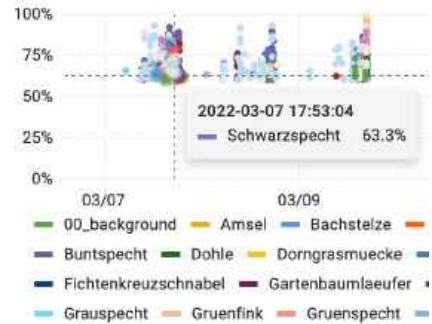 100%
75%
50%
25%
0%
2022-03-07 17:53:04
Schwarzspecht 63.3%
03/07 03/09
00_background Amsel Bachstelze
Buntspecht Dohle Dorngrasmuecke
Fichtenkreuzschnabel Gartenbaumlaeufer
Grauspecht Gruenfink Gruenspecht